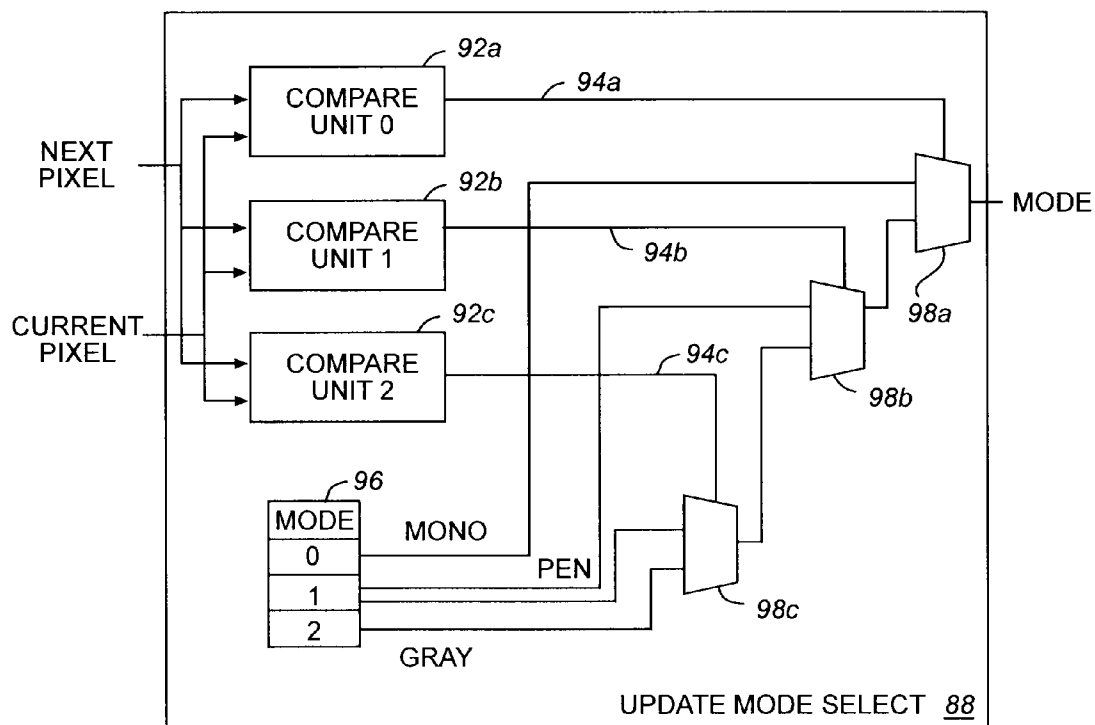 92a
COMPARE
UNIT 0
94a
NEXT
PIXEL
92b
COMPARE
UNIT 1
94b
MODE
98a
CURRENT
PIXEL
92c
COMPARE
UNIT 2
94c
98b
96
MODE
0
MONO
1
PEN
2
GRAY
98c
UPDATE MODE SELECT 88